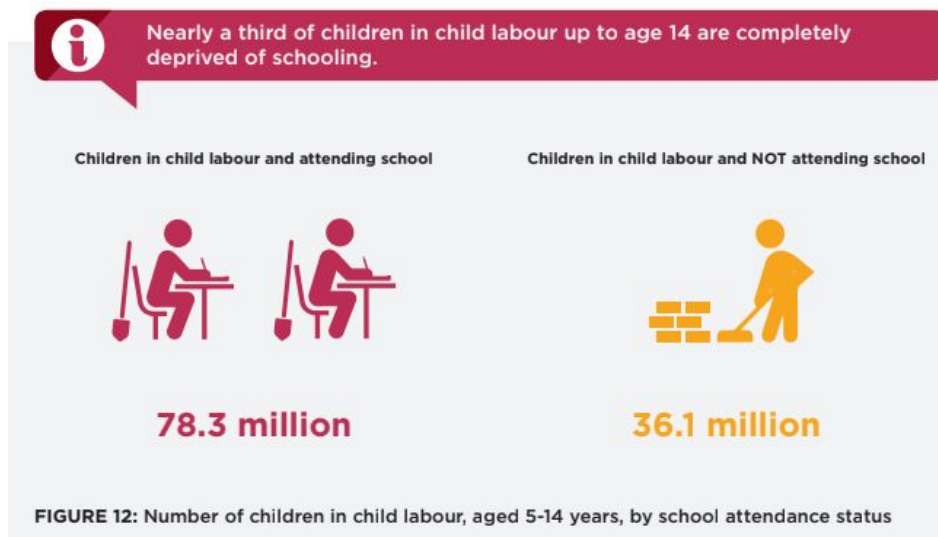 Nearly a third of children in child labour up to age 14 are completely
deprived of schooling.
Children in child labour and attending school
Children in child labour and NOT attending school
78.3 million
36.1 million
FIGURE 12: Number of children in child labour, aged 5-14 years, by school attendance status